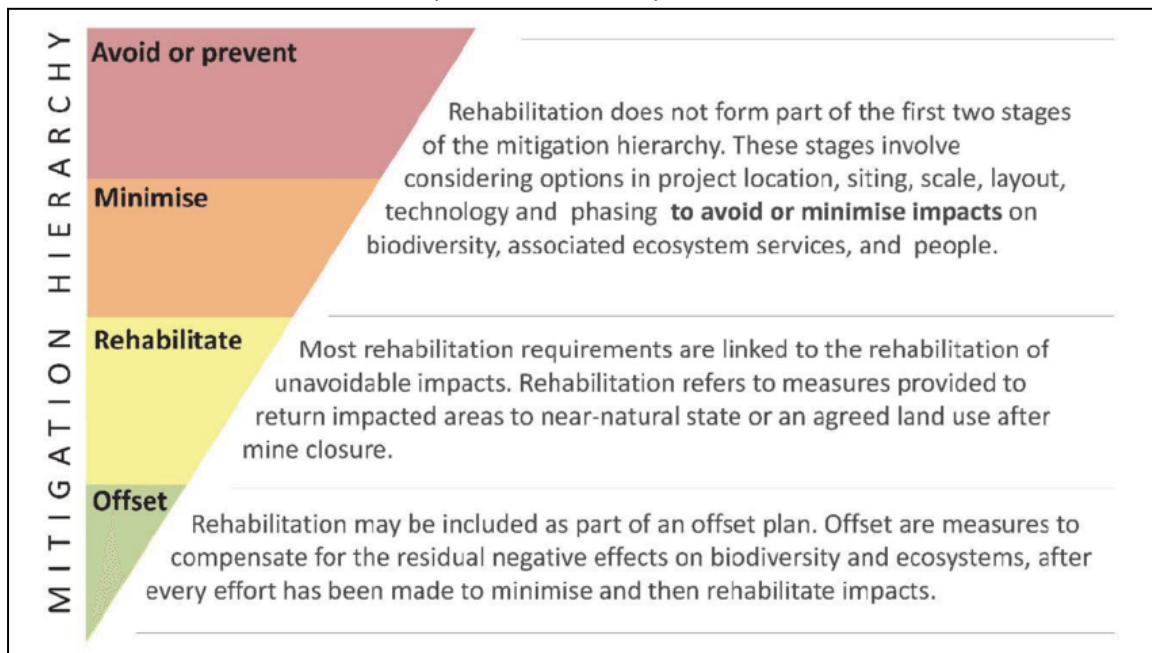 MITIGATION HIERARCHY
Avoid or prevent
Rehabilitation does not form part of the first two stages
of the mitigation hierarchy. These stages involve
considering options in project location, siting, scale, layout,
Minimise
technology and phasing to avoid or minimise impacts on
biodiversity, associated ecosystem services, and people.
Rehabilitate
Most rehabilitation requirements are linked to the rehabilitation of
unavoidable impacts. Rehabilitation refers to measures provided to
return impacted areas to near-natural state or an agreed land use after
mine closure.
Offset
Rehabilitation may be included as part of an offset plan. Offset are measures to
compensate for the residual negative effects on biodiversity and ecosystems, after
every effort has been made to minimise and then rehabilitate impacts.